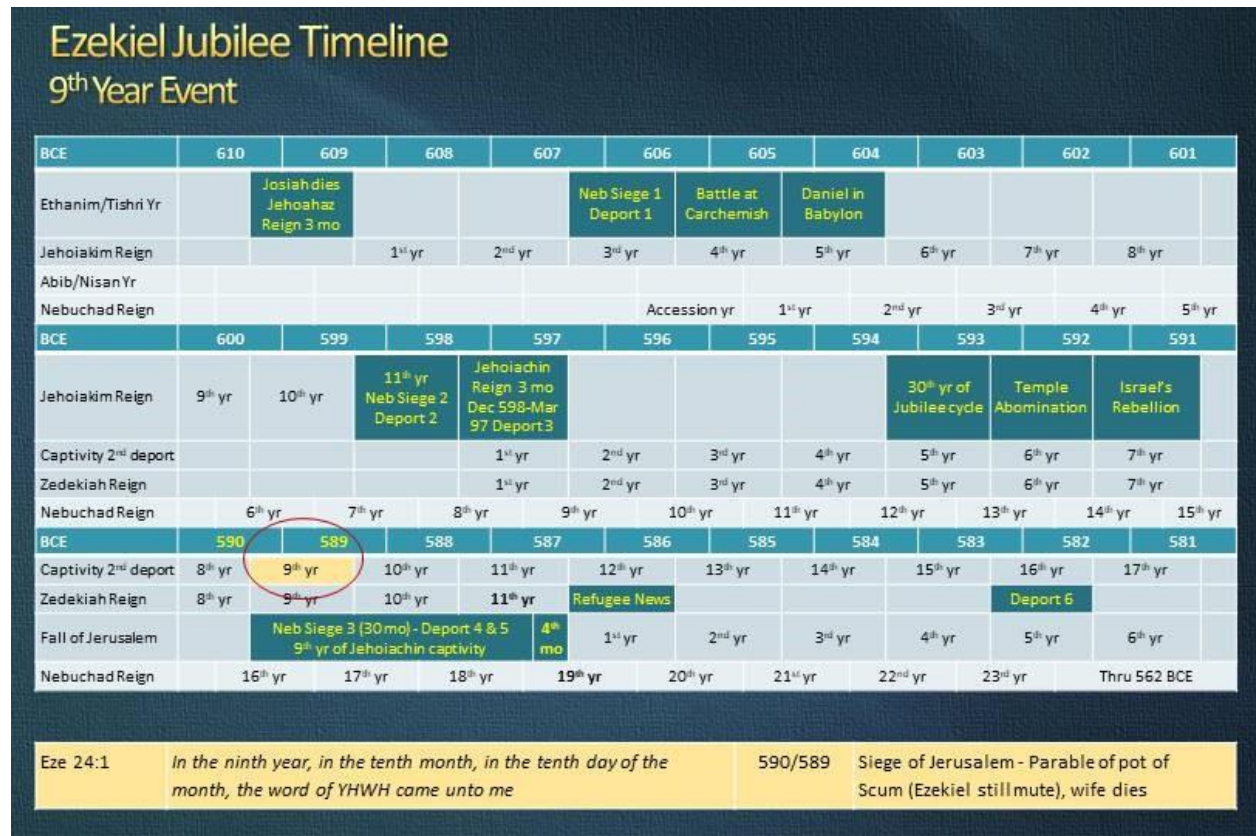 Ezekiel Jubilee Timeline
9th Year Event
BCE 610 609 608 607 606 605 604 603 602 601
Ethanim/Tishri Yr
Josiah dies
Jehoahaz
Reign 3 mo
Neb Siege 1
Deport 1
Battle at
Carchemish
Daniel in
Babylon
Jehoiakim Reign 1st yr 2nd yr 3rd yr 4th yr 5th yr 6th yr 7th yr 8th yr
Abib/Nisan Yr
Nebuchad Reign Accession yr 1st yr 2nd yr 3rd yr 4th yr 5th yr
BCE 600 599 598 597 596 595 594 593 592 591
Jehoiakim Reign 9th yr 10th yr
11th yr
Neb Siege 2
Deport 2
Jehoiachin
Reign 3 mo
Dec 598-Mar
97 Deport 3
30th yr of
Jubilee cycle
Temple
Abomination
Israel's
Rebellion
Captivity 2nd deport 1st yr 2nd yr 3rd yr 4th yr 5th yr 6th yr 7th yr
Zedekiah Reign 1st yr 2nd yr 3rd yr 4th yr 5th yr 6th yr 7th yr
Nebuchad Reign 6th yr 7th yr 8th yr 9th yr 10th yr 11th yr 12th yr 13th yr 14th yr 15th yr
BCE 590 589 588 587 586 585 584 583 582 581
Captivity 2nd deport 8th yr 9th yr 10th yr 11th yr 12th yr 13th yr 14th yr 15th yr 16th yr 17th yr
Zedekiah Reign 8th yr 9th yr 10th yr 11th yr Refugee News Deport 6
Fall of Jerusalem
Neb Siege 3 (30 mo) - Deport 4 & 5
9th yr of Jehoiachin captivity
4th
mo
1st yr 2nd yr 3rd yr 4th yr 5th yr 6th yr
Nebuchad Reign 16th yr 17th yr 18th yr 19th yr 20th yr 21st yr 22nd yr 23rd yr Thru 562 BCE
Eze 24:1
In the ninth year, in the tenth month, in the tenth day of the
month, the word of YHWH came unto me
590/589
Siege of Jerusalem - Parable of pot of
Scum (Ezekiel still mute), wife dies